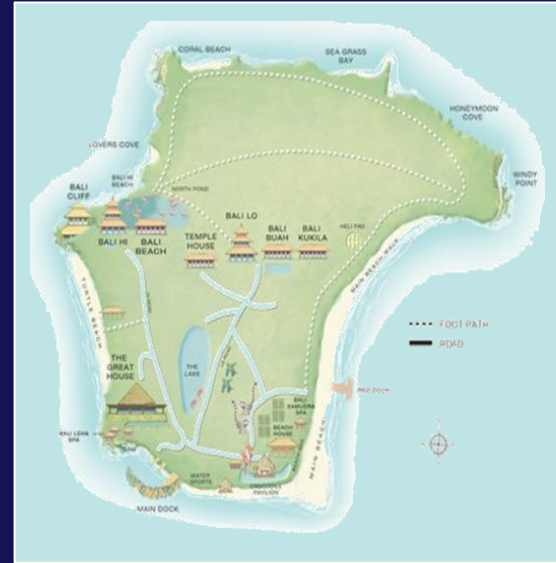 CORAL BEACH
SEA GRASS
BAY
HONEYMOON
COVE
LOVERS COVE
WINDY
POINT
BALI HI
BEACH
NORTH POND
BALI
CLIFF
BALI HI
BALI
BEACH
TEMPLE
HOUSE
BALI LO
BALI
BUAH
BALI
KUKILA
HELI PAD
MAIN BEACH WALK
TURTLE BEACH
FOOT PATH
ROAD
THE
GREAT
HOUSE
THE
LAKE
BALI
SAMUDRA
SPA
BEACH
HOUSE
MAIN BEACH
BALI LEHA
SPA
WATER
SPORTS
CROCODILE
PAVILION
MAIN DOCK